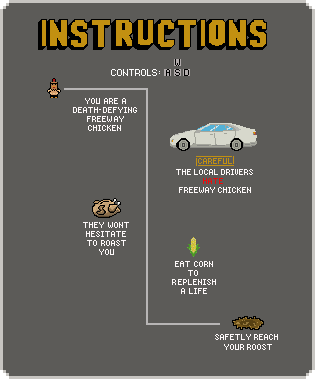 INSTRUCTIONS
W
CONTROLS: A S D
YOU ARE A
DEATH-DEFYING
FREEWAY
CHICKEN
CAREFUL
THE LOCAL DRIVERS
FREEWAY CHICKEN
THEY WONT
HESITATE
TO ROAST
YOU
EAT CORN
TO
REPLENISH
A LIFE
SAFETLY REACH
YOUR ROOST